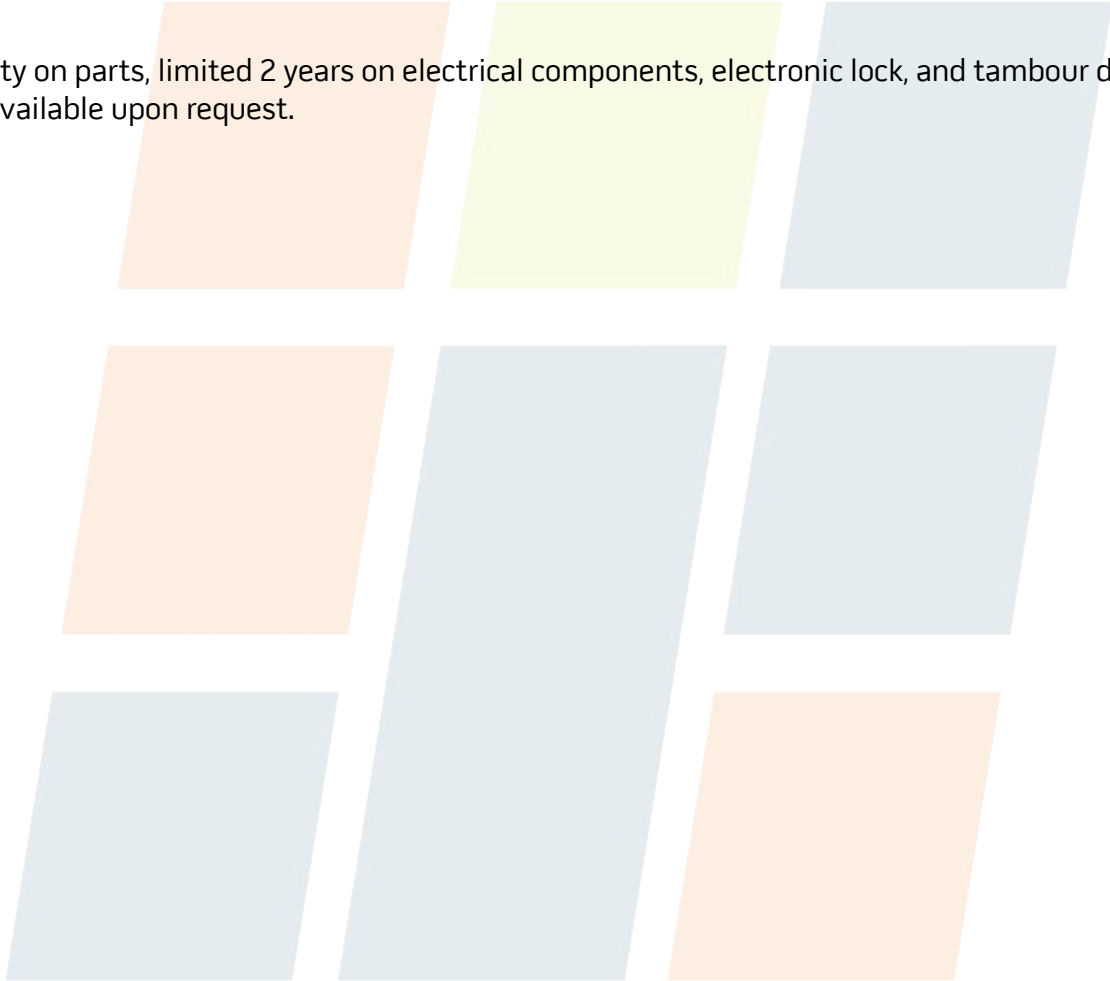 ty on parts, limited 2 years on electrical components, electronic lock, and tambour d
vailable upon request.